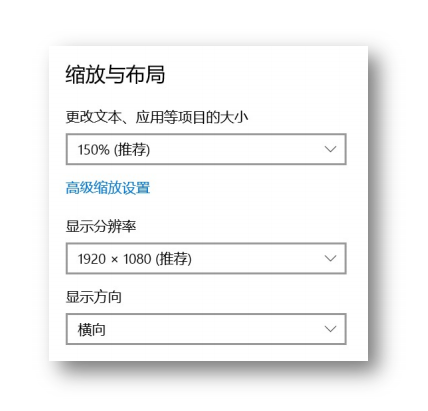 缩放与布局
更改文本、应用等项目的大小
150% (推荐)
高级缩放设置
显示分辨率
1920 × 1080 (推荐)
显示方向
横向